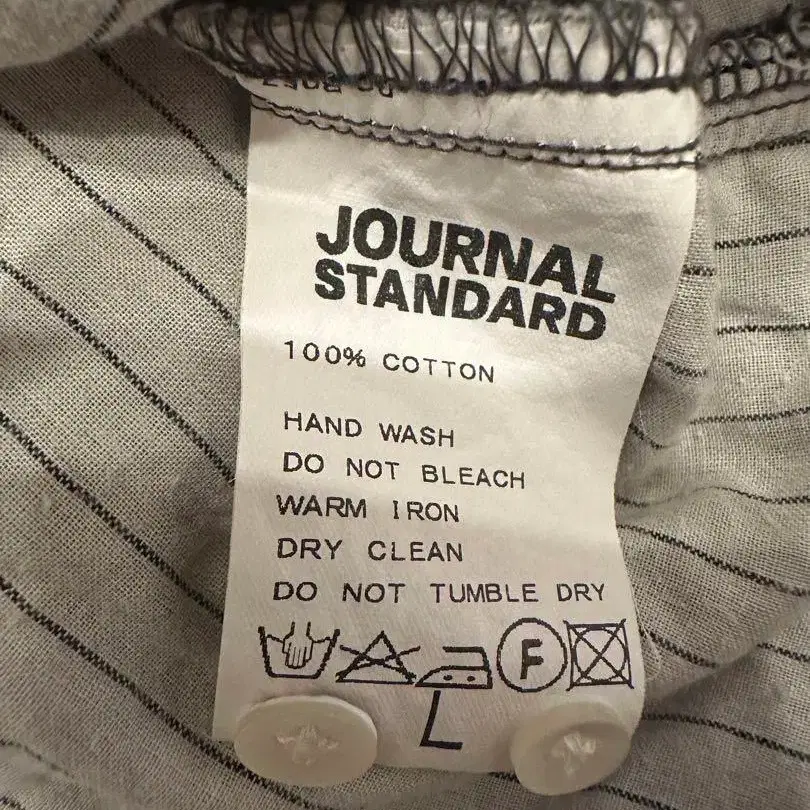 JOURNAL
STANDARD
100% COTTON
HAND WASH
DO NOT BLEACH
WARM IRON
DRY CLEAN
DO NOT TUMBLE DRY
F
L